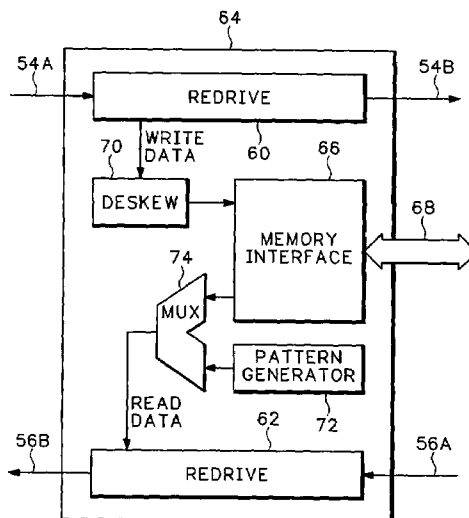 64
54A
54B
REDRIVE
WRITE
DATA
60
70
66
DESKEW
MEMORY
INTERFACE
68
74
MUX
PATTERN
GENERATOR
READ
DATA
62
72
56B
56A
REDRIVE